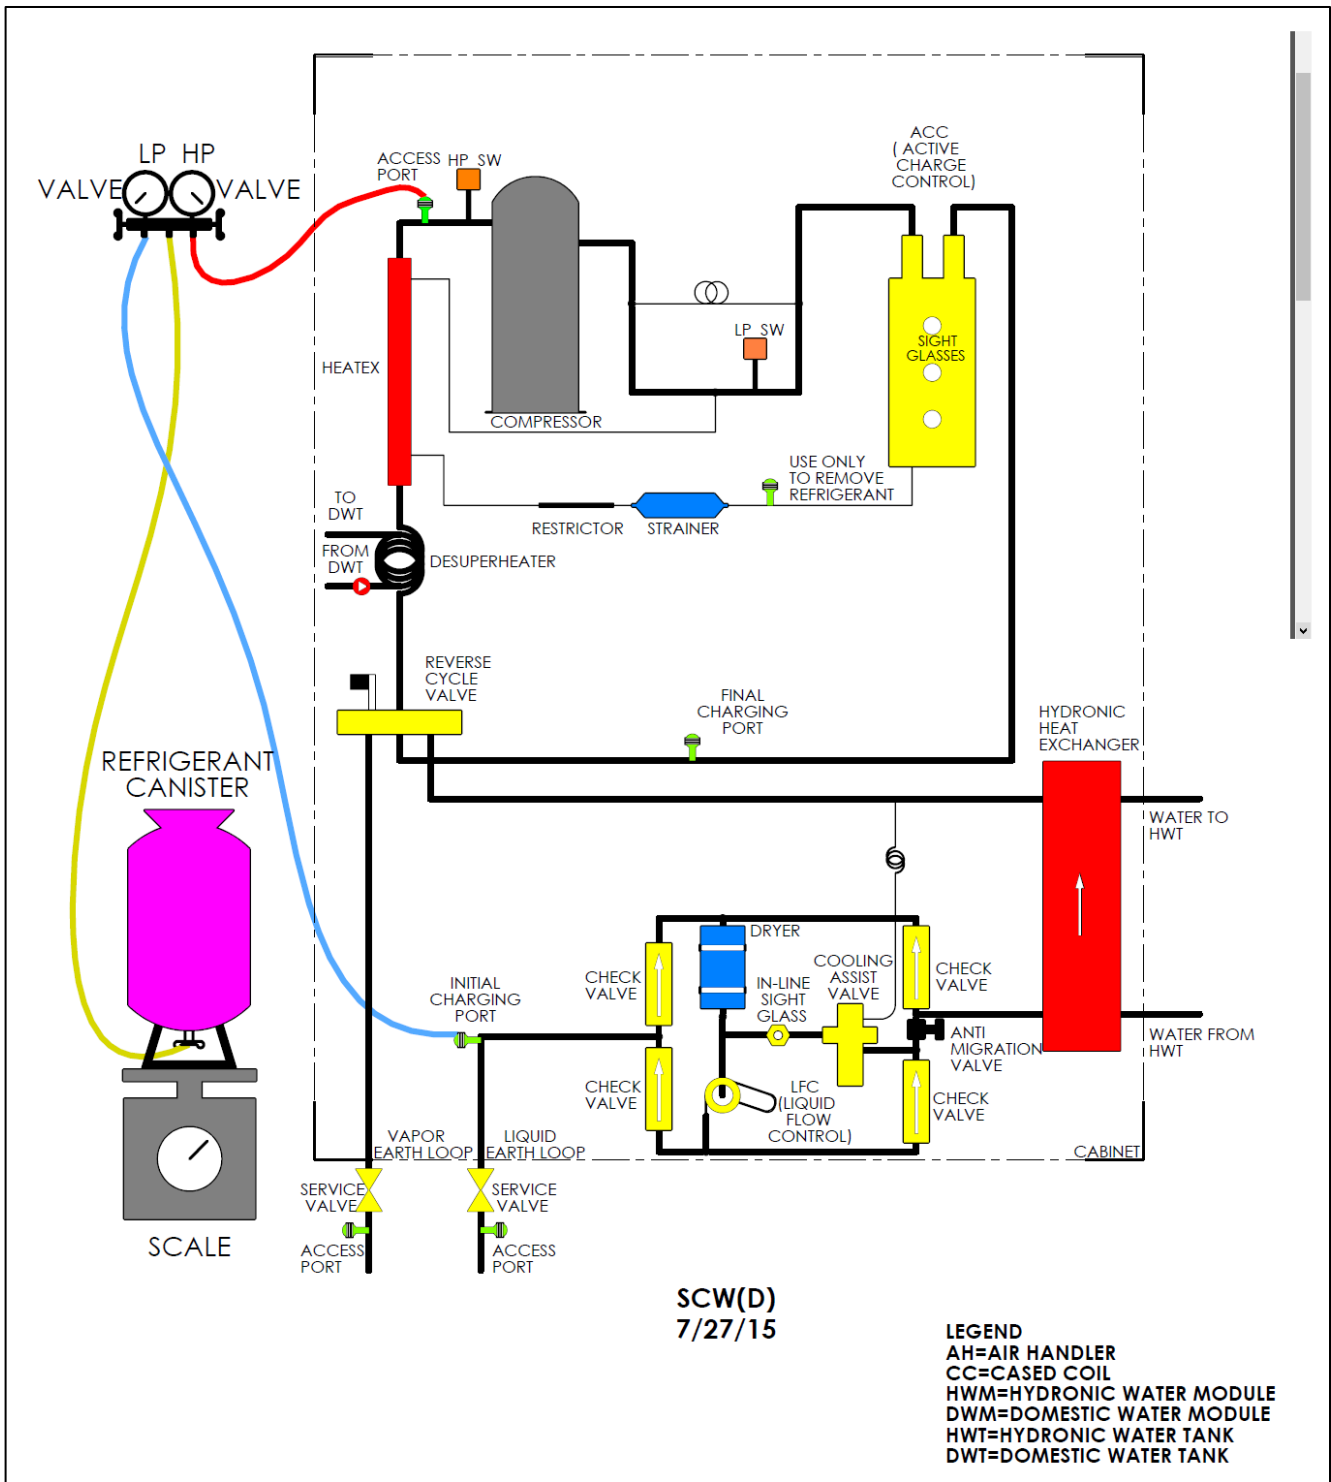 LP HP
VALVE VALVE
ACCESS
PORT
HP SW
ACC
( ACTIVE
CHARGE
CONTROL)
HEATEX
COMPRESSOR
LP SW
SIGHT
GLASSES
USE ONLY
TO REMOVE
REFRIGERANT
RESTRICTOR
STRAINER
TO
DWT
FROM
DWT
DESUPERHEATER
REVERSE
CYCLE
VALVE
FINAL
CHARGING
PORT
HYDRONIC
HEAT
EXCHANGER
REFRIGERANT
CANISTER
WATER TO
HWT
DRYER
CHECK
VALVE
IN-LINE
SIGHT
GLASS
COOLING
ASSIST
VALVE
CHECK
VALVE
INITIAL
CHARGING
PORT
ANTI
MIGRATION
VALVE
WATER FROM
HWT
CHECK
VALVE
LFC
(LIQUID
FLOW
CONTROL)
CHECK
VALVE
VAPOR
EARTH LOOP
LIQUID
EARTH LOOP
CABINET
SERVICE
VALVE
SERVICE
VALVE
SCALE
ACCESS
PORT
ACCESS
PORT
SCW(D)
7/27/15
LEGEND
AH=AIR HANDLER
CC=CASED COIL
HWM=HYDRONIC WATER MODULE
DWM=DOMESTIC WATER MODULE
HWT=HYDRONIC WATER TANK
DWT=DOMESTIC WATER TANK